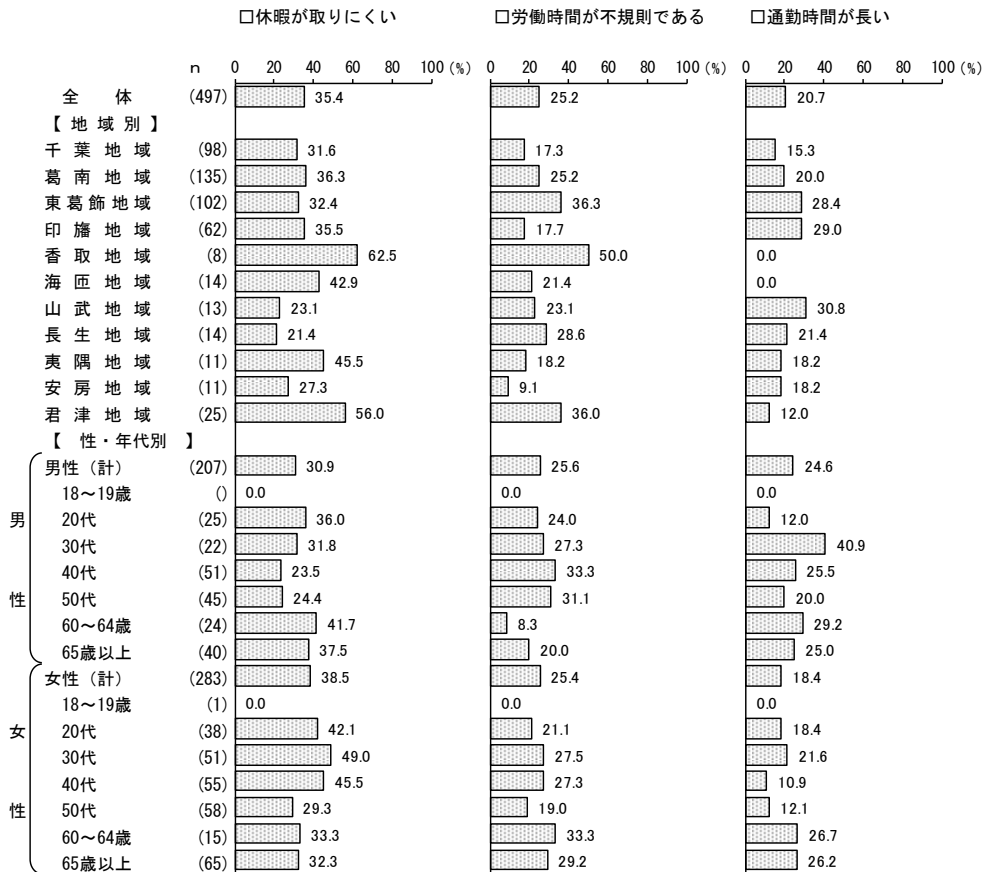 □休暇が取りにくい □労働時間が不規則である □通勤時間が長い
n 0 20 40 60 80 100 (%) 0 20 40 60 80 100 (%) 0 20 40 60 80 100 (%)
全体 (497) 35.4 25.2 20.7
【地域別】
千葉地域 (98) 31.6 17.3 15.3
葛南地域 (135) 36.3 25.2 20.0
東葛飾地域 (102) 32.4 36.3 28.4
印旛地域 (62) 35.5 17.7 29.0
香取地域 (8) 62.5 50.0 0.0
海匝地域 (14) 42.9 21.4 0.0
山武地域 (13) 23.1 23.1 30.8
長生地域 (14) 21.4 28.6 21.4
夷隅地域 (11) 45.5 18.2 18.2
安房地域 (11) 27.3 9.1 18.2
君津地域 (25) 56.0 36.0 12.0
【性・年代別】
男性（計） (207) 30.9 25.6 24.6
18～19歳 () 0.0 0.0 0.0
男 20代 (25) 36.0 24.0 12.0
30代 (22) 31.8 27.3 40.9
40代 (51) 23.5 33.3 25.5
性 50代 (45) 24.4 31.1 20.0
60～64歳 (24) 41.7 8.3 29.2
65歳以上 (40) 37.5 20.0 25.0
女性（計） (283) 38.5 25.4 18.4
18～19歳 (1) 0.0 0.0 0.0
女 20代 (38) 42.1 21.1 18.4
30代 (51) 49.0 27.5 21.6
40代 (55) 45.5 27.3 10.9
性 50代 (58) 29.3 19.0 12.1
60～64歳 (15) 33.3 33.3 26.7
65歳以上 (65) 32.3 29.2 26.2